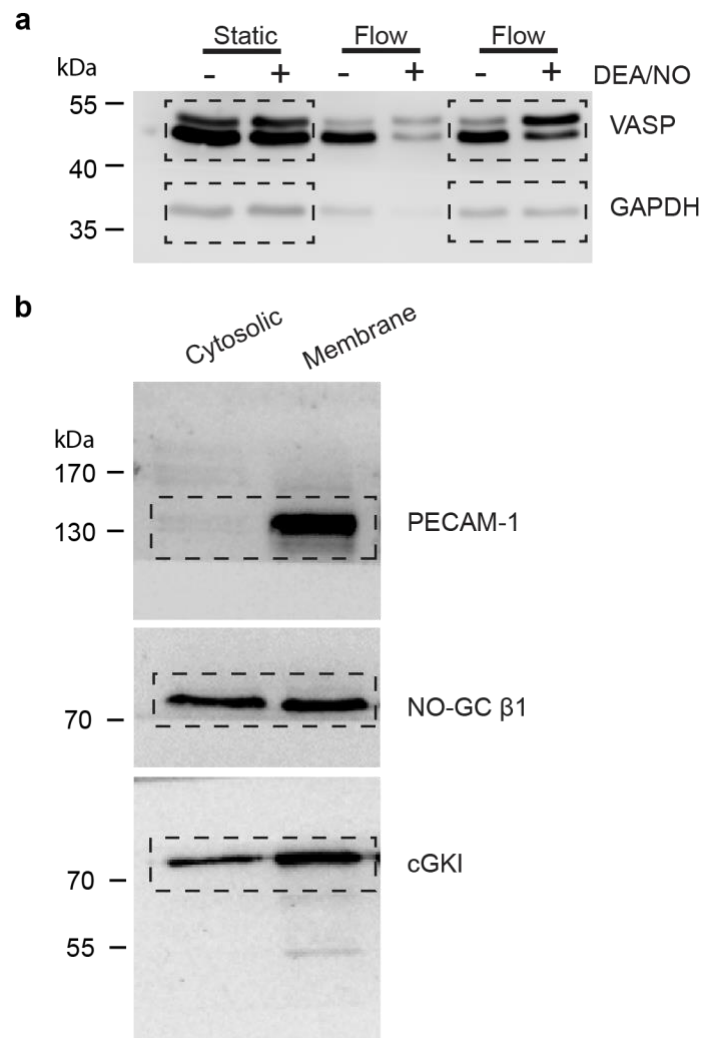 a
Static Flow Flow
kDa - + - + - + DEA/NO
55
VASP
40
GAPDH
35
b
Cytosolic Membrane
kDa
170
130 PECAM-1
70 NO-GC β1
cGKI
70
55